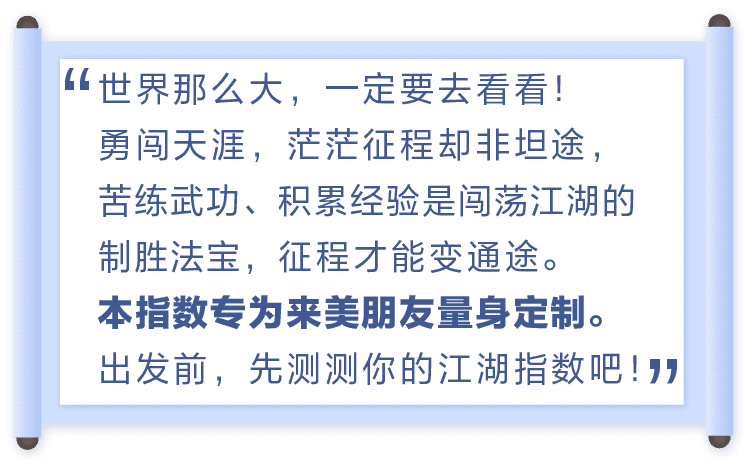 “世界那么大，一定要去看看！
勇闯天涯，茫茫征程却非坦途，
苦练武功、积累经验是闯荡江湖的
制胜法宝，征程才能变通途。
本指数专为来美朋友量身定制。
出发前，先测测你的江湖指数吧！”